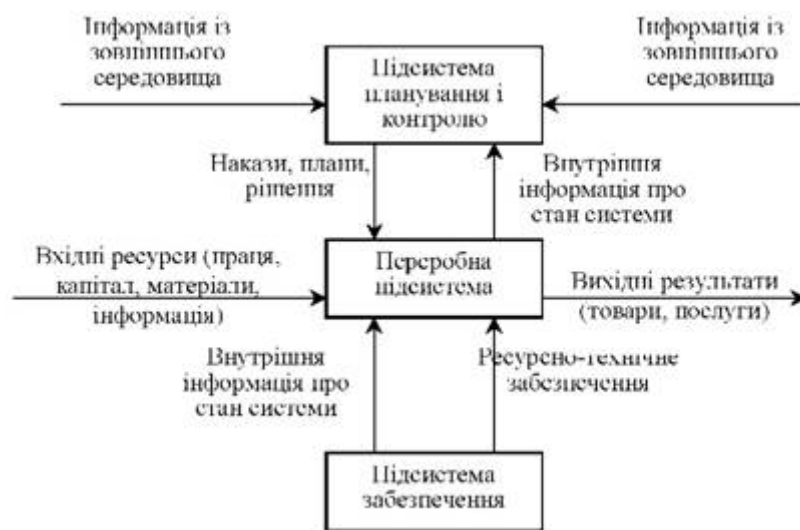 Інформація із
зовнішнього
середовища
Підсистема
планування і
контролю
Інформація із
зовнішнього
середовища
Накази, плани,
рішення
Внутрішня
інформація про
стан системи
Вхідні ресурси (праця,
капітал, матеріали,
інформація)
Переробна
підсистема
Вихідні результати
(товари, послуги)
Внутрішня
інформація про
стан системи
Ресурсно-технічне
забезпечення
Підсистема
забезпечення